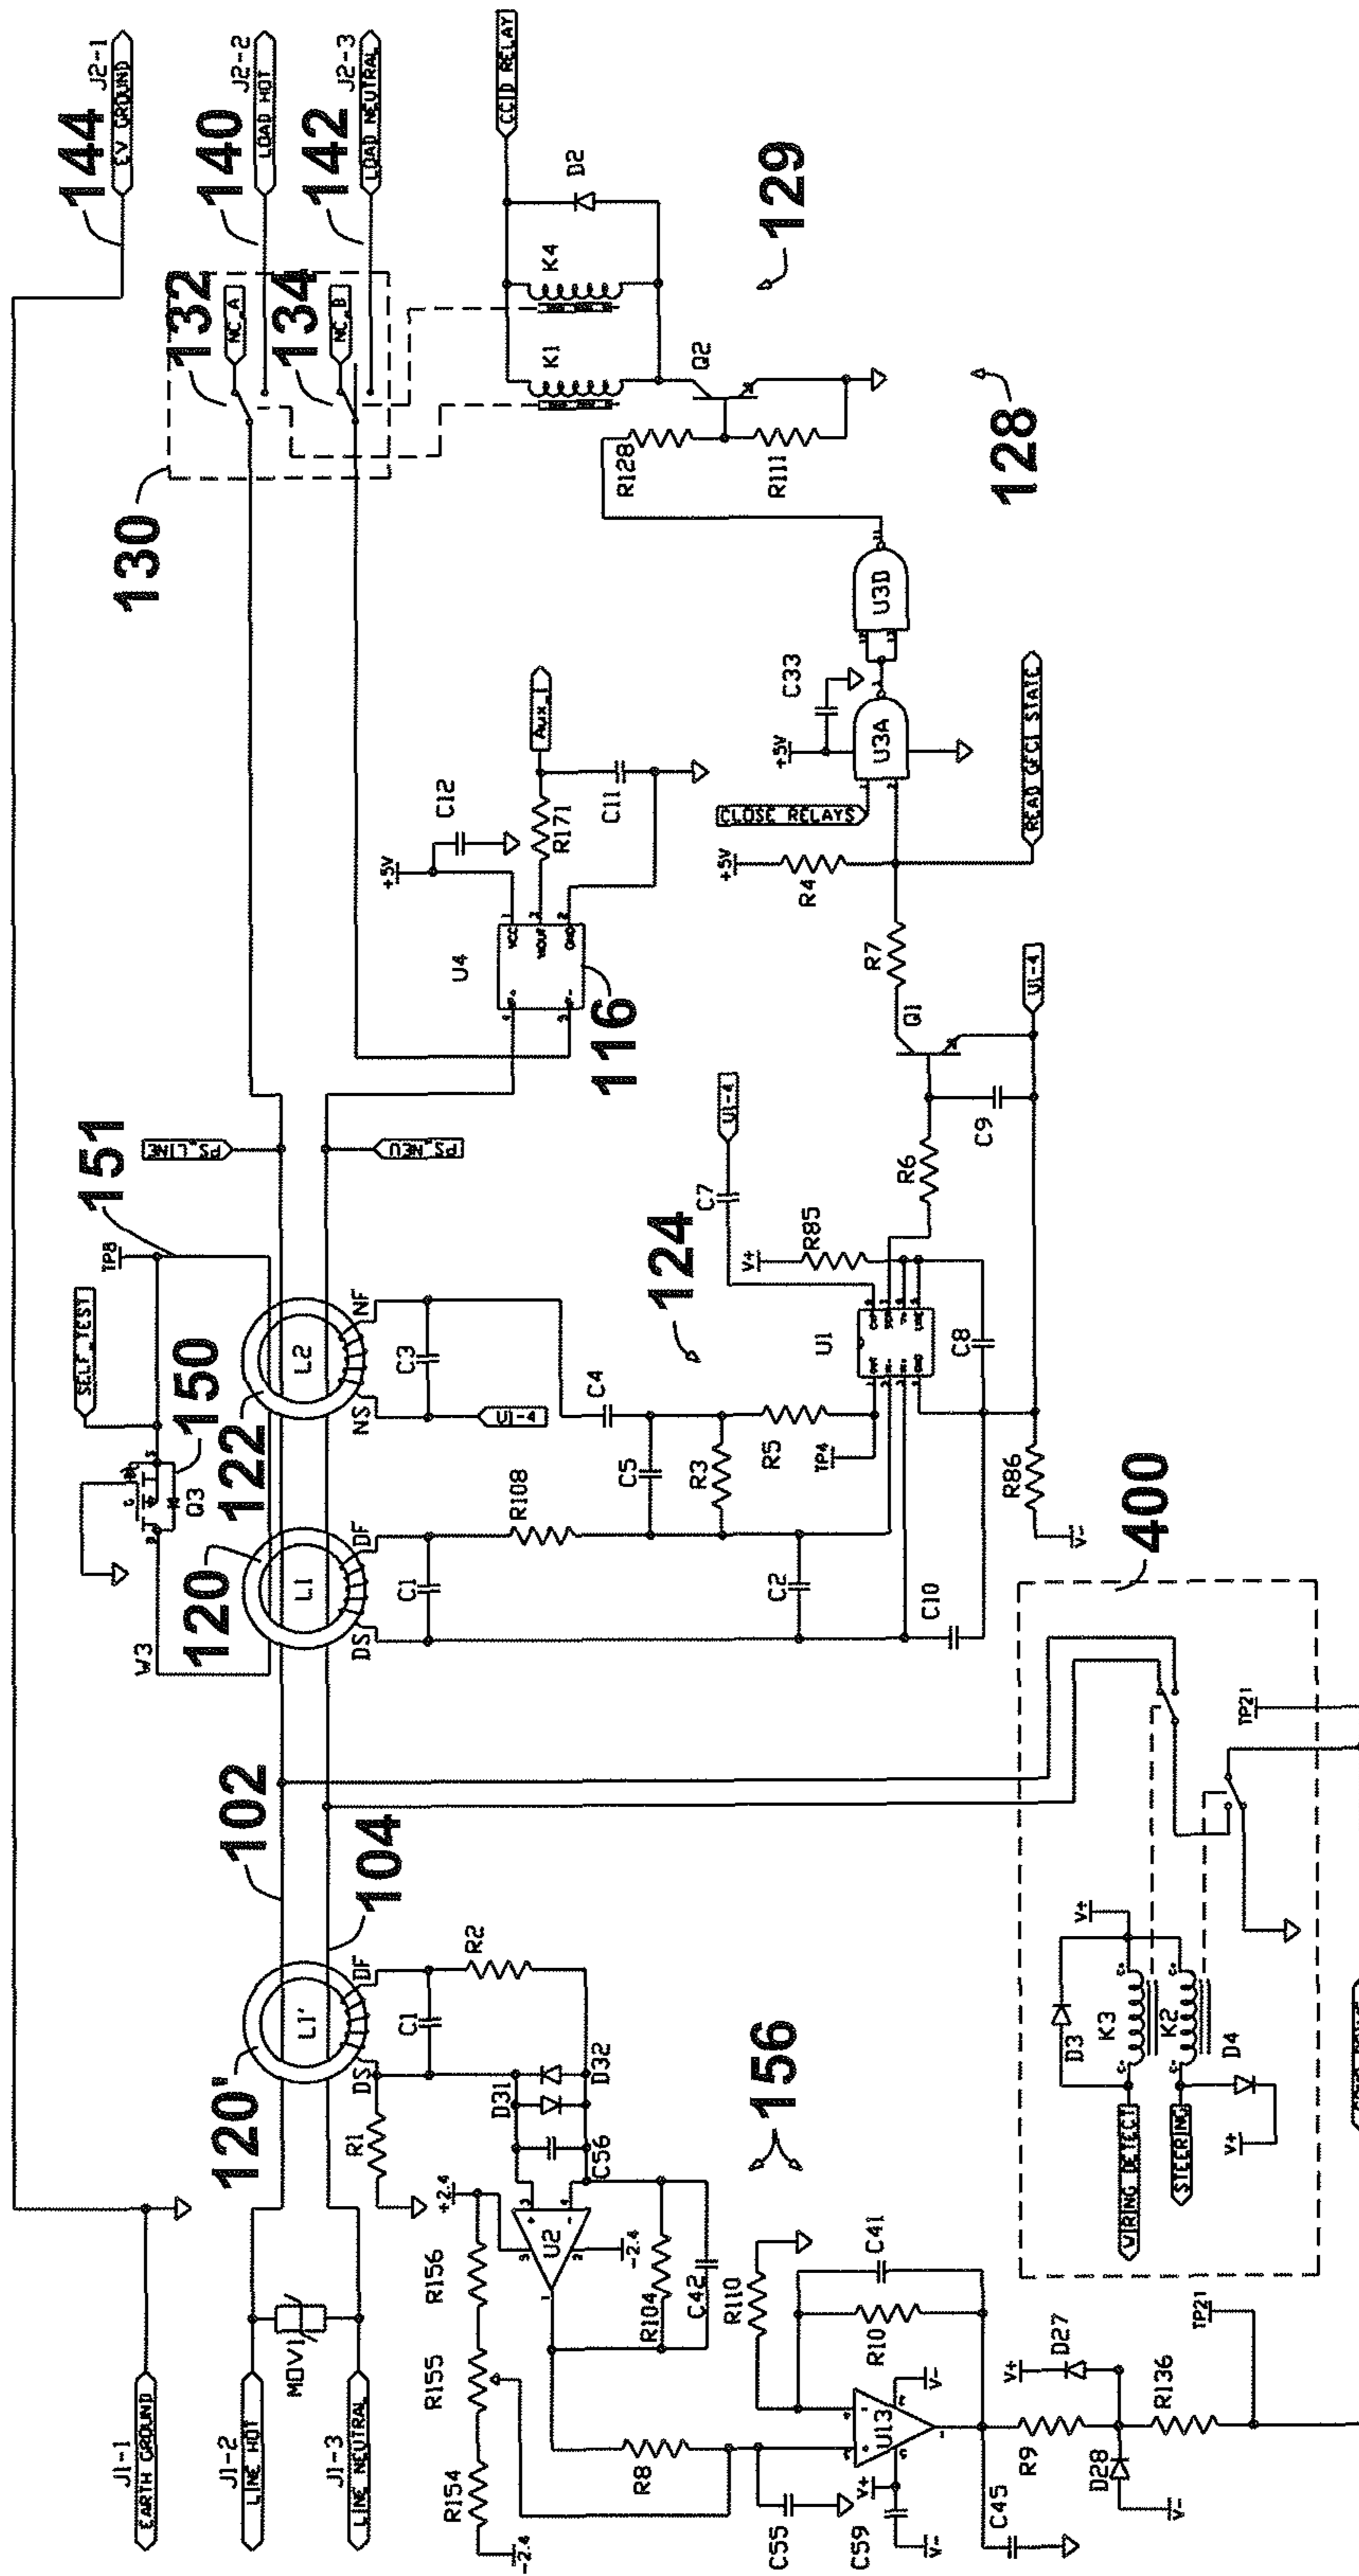 J1-1
EARTH GROUND
J1-2
LINE HOT
J1-3
LINE NEUTRAL
MOV1
120'
L1'
DS
DF
102
104
W3
120
L1
DS
DF
Q3
150
SELF_TEST
122
L2
NS
NF
TP8
151
PS_LINE
PS_NEU
130
132
NC_A
134
NC_B
144
J2-1
EV GROUND
140
J2-2
LOAD HOT
142
J2-3
LOAD NEUTRAL
R1
C1
R2
D31
D32
C56
+2.4
U2
-2.4
R156
R155
R154
-2.4
R104
C42
156
R8
R110
C41
R10
U13
V+
V-
C55
C59
V-
C45
R9
D27
V+
D28
V-
R136
TP21
C1
R108
C3
U1-4
C4
C5
R3
R5
TP4
C2
C10
124
U1
OUT
GND
C7
U1-4
V+
R85
C8
R86
V-
R6
C9
Q1
U1-4
R7
R4
+5V
READ GFCI STATE
CLOSE RELAYS
+5V
C33
U3A
U3D
U4
VCC
VIOUT
GND
116
+5V
C12
R171
C11
Aux_I
R128
R111
Q2
K1
K4
D2
CCID RELAY
129
128
400
WIRING DETECT
STEERING
D3
K3
K2
D4
V+
V+
TP21